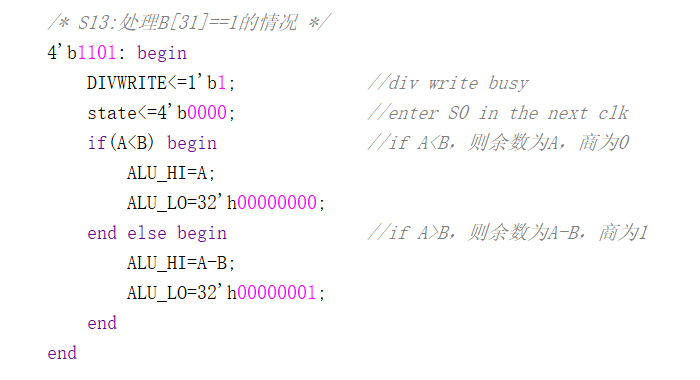 /* S13:处理B[31]==1的情况 */
4'b1101: begin
DIVWRITE<=1'b1; //div write busy
state<=4'b0000; //enter S0 in the next clk
if(A<B) begin //if A<B，则余数为A，商为0
ALU_HI=A;
ALU_LO=32'h00000000;
end else begin //if A>B，则余数为A-B，商为1
ALU_HI=A-B;
ALU_LO=32'h00000001;
end
end